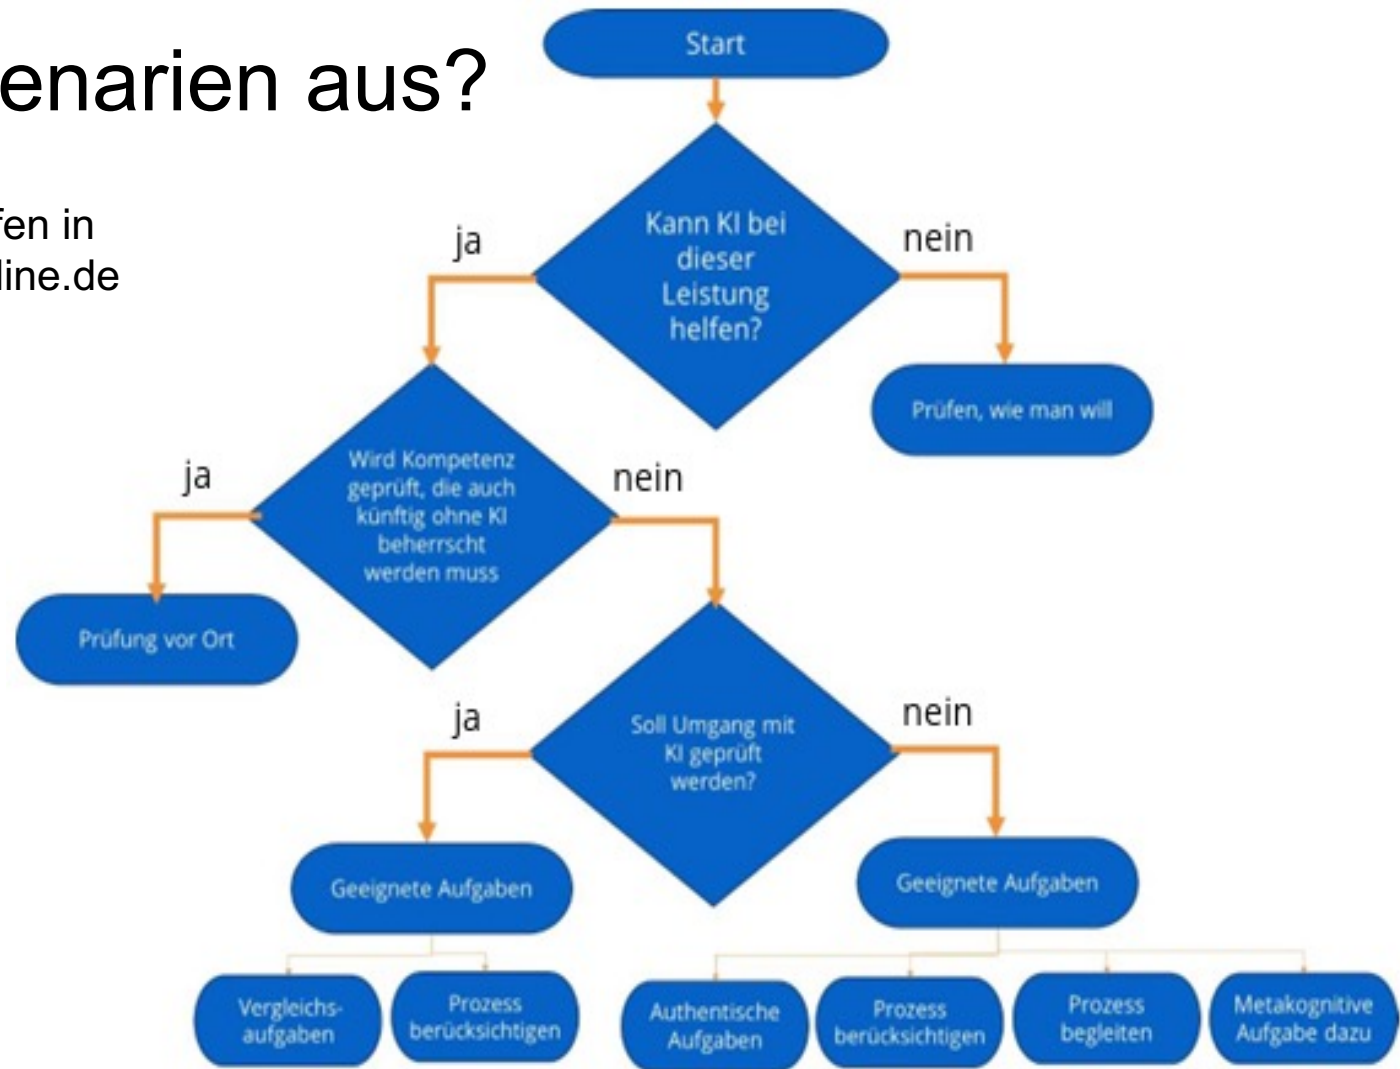 enarien aus?
fen in
line.de
Start
Kann KI bei
dieser
Leistung
helfen?
ja
nein
Prüfen, wie man will
Wird Kompetenz
geprüft, die auch
künftig ohne KI
beherrscht
werden muss
ja
nein
Prüfung vor Ort
Soll Umgang mit
KI geprüft
werden?
ja
nein
Geeignete Aufgaben
Geeignete Aufgaben
Vergleichs-
aufgaben
Prozess
berücksichtigen
Authentische
Aufgaben
Prozess
berücksichtigen
Prozess
begleiten
Metakognitive
Aufgabe dazu